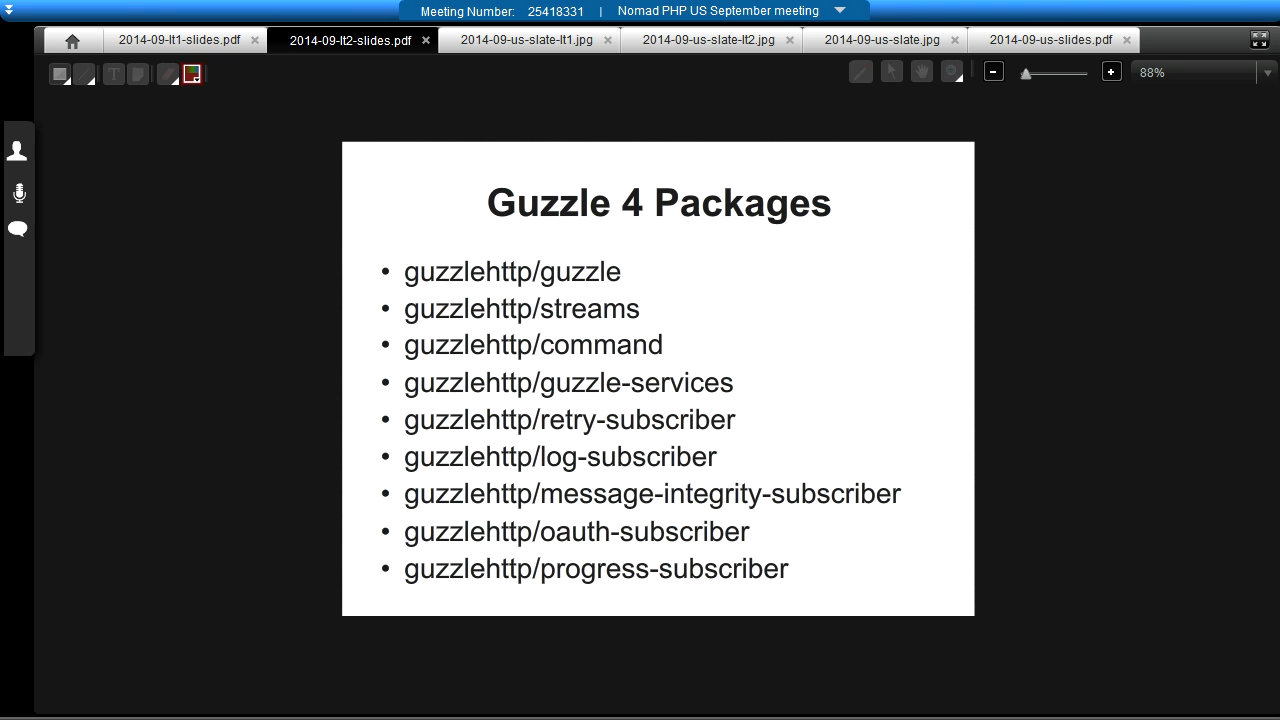 Meeting Number: 25418331 | Nomad PHP US September meeting
2014-09-lt1-slides.pdf
2014-09-lt2-slides.pdf
2014-09-us-slate-lt1.jpg
2014-09-us-slate-lt2.jpg
2014-09-us-slate.jpg
2014-09-us-slides.pdf
T
88%
Guzzle 4 Packages
• guzzlehttp/guzzle
• guzzlehttp/streams
• guzzlehttp/command
• guzzlehttp/guzzle-services
• guzzlehttp/retry-subscriber
• guzzlehttp/log-subscriber
• guzzlehttp/message-integrity-subscriber
• guzzlehttp/oauth-subscriber
• guzzlehttp/progress-subscriber